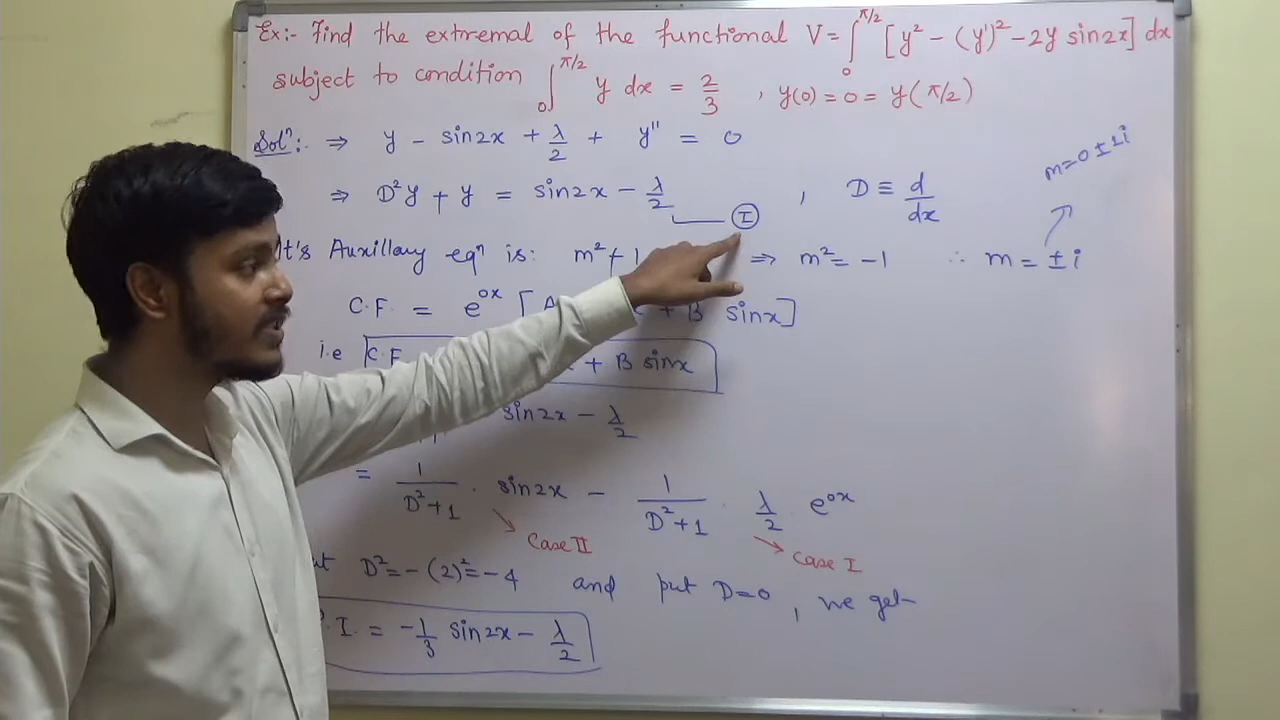 Ex:- Find the extremal of the functional V = ∫₀^{π/2} [y² - (y')² - 2y sin2x] dx
subject to condition ∫₀^{π/2} y dx = 2/3 , y(0) = 0 = y(π/2)
Solⁿ:- ⇒ y - sin2x + λ/2 + y'' = 0
m=0±1i
⇒ D²y + y = sin2x - λ/2 (I) , D ≡ d/dx
It's Auxillary eqⁿ is: m² + 1 ⇒ m² = -1 ∴ m = ±i
C.F. = e^{0x} [A x + B sinx]
i.e C.F x + B sinx
sin2x - λ/2
= 1/(D²+1) · sin2x - 1/(D²+1) · λ/2 e^{0x}
Case II Case I
D² = -(2)² = -4 and put D=0 , we get
P.I. = -1/3 sin2x - λ/2